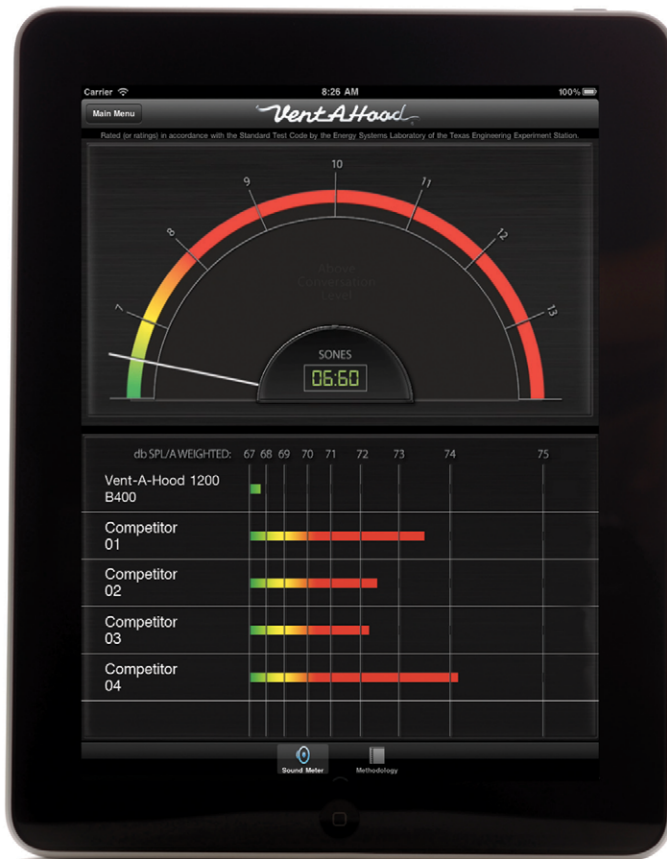 Carrier
8:26 AM
100%
Main Menu
VentAHood
Rated (or ratings) in accordance with the Standard Test Code by the Energy Systems Laboratory of the Texas Engineering Experiment Station.
7
8
9
10
11
12
13
Above
Conversation
Level
SONES
06:60
db SPL/A WEIGHTED: 67 68 69 70 71 72 73 74 75
Vent-A-Hood 1200
B400
Competitor
01
Competitor
02
Competitor
03
Competitor
04
Sound Meter
Methodology